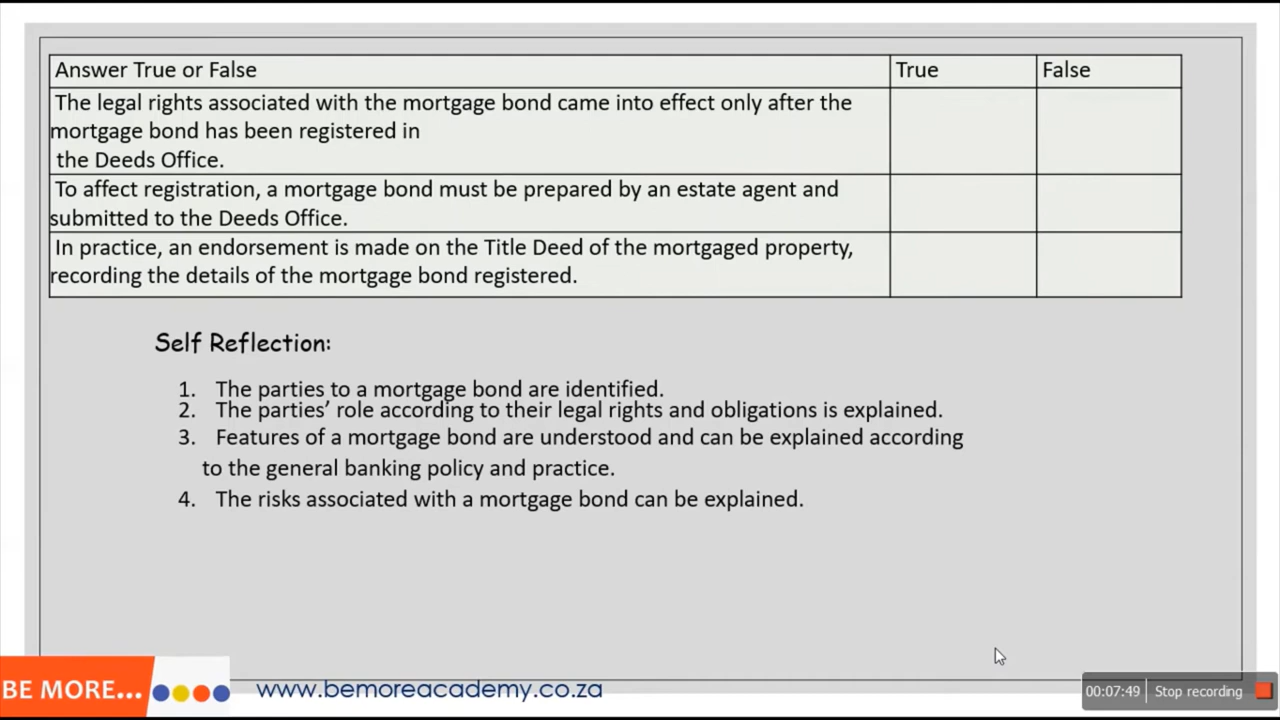 Answer True or False
True
False
The legal rights associated with the mortgage bond came into effect only after the
mortgage bond has been registered in
the Deeds Office.
To affect registration, a mortgage bond must be prepared by an estate agent and
submitted to the Deeds Office.
In practice, an endorsement is made on the Title Deed of the mortgaged property,
recording the details of the mortgage bond registered.
Self Reflection:
1. The parties to a mortgage bond are identified.
2. The parties’ role according to their legal rights and obligations is explained.
3. Features of a mortgage bond are understood and can be explained according
to the general banking policy and practice.
4. The risks associated with a mortgage bond can be explained.
BE MORE...
www.bemoreacademy.co.za
00:07:49
Stop recording